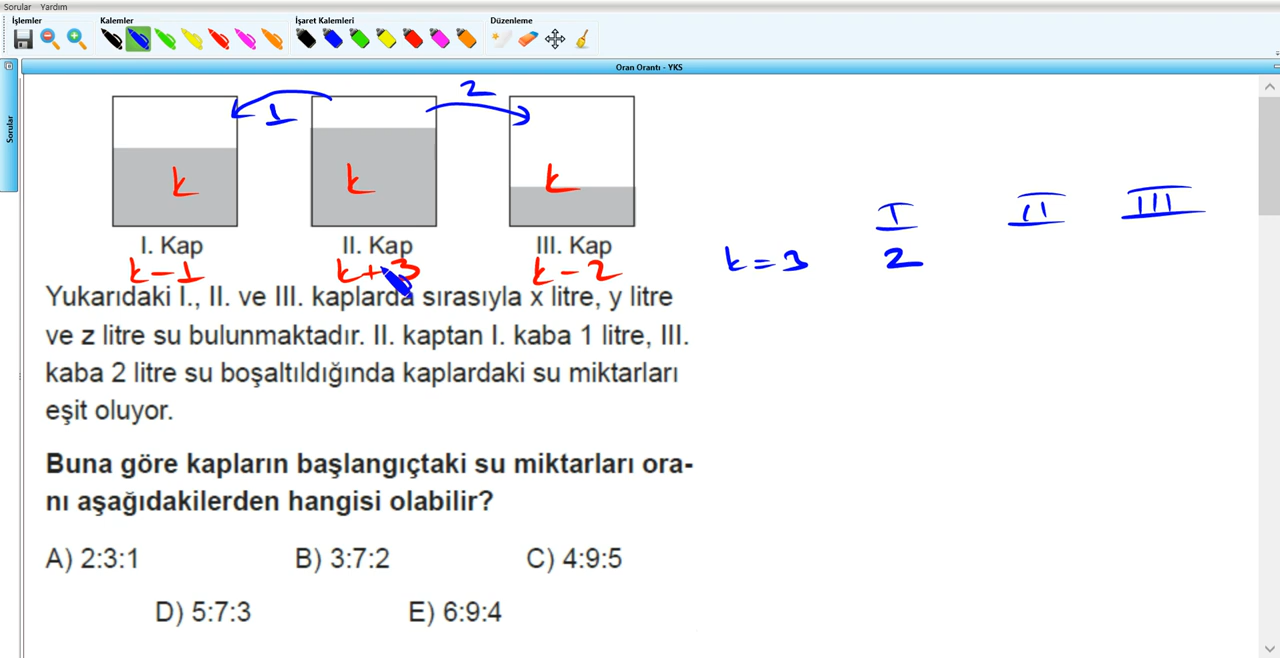 Sorular Yardım
İşlemler Kalemler İşaret Kalemleri Düzenleme
Oran Orantı - YKS
Sorular
1 2
k k k
I II III
I. Kap II. Kap III. Kap
k-1 k+3 k-2 k=3 2
Yukarıdaki I., II. ve III. kaplarda sırasıyla x litre, y litre
ve z litre su bulunmaktadır. II. kaptan I. kaba 1 litre, III.
kaba 2 litre su boşaltıldığında kaplardaki su miktarları
eşit oluyor.
Buna göre kapların başlangıçtaki su miktarları ora-
nı aşağıdakilerden hangisi olabilir?
A) 2:3:1 B) 3:7:2 C) 4:9:5
D) 5:7:3 E) 6:9:4